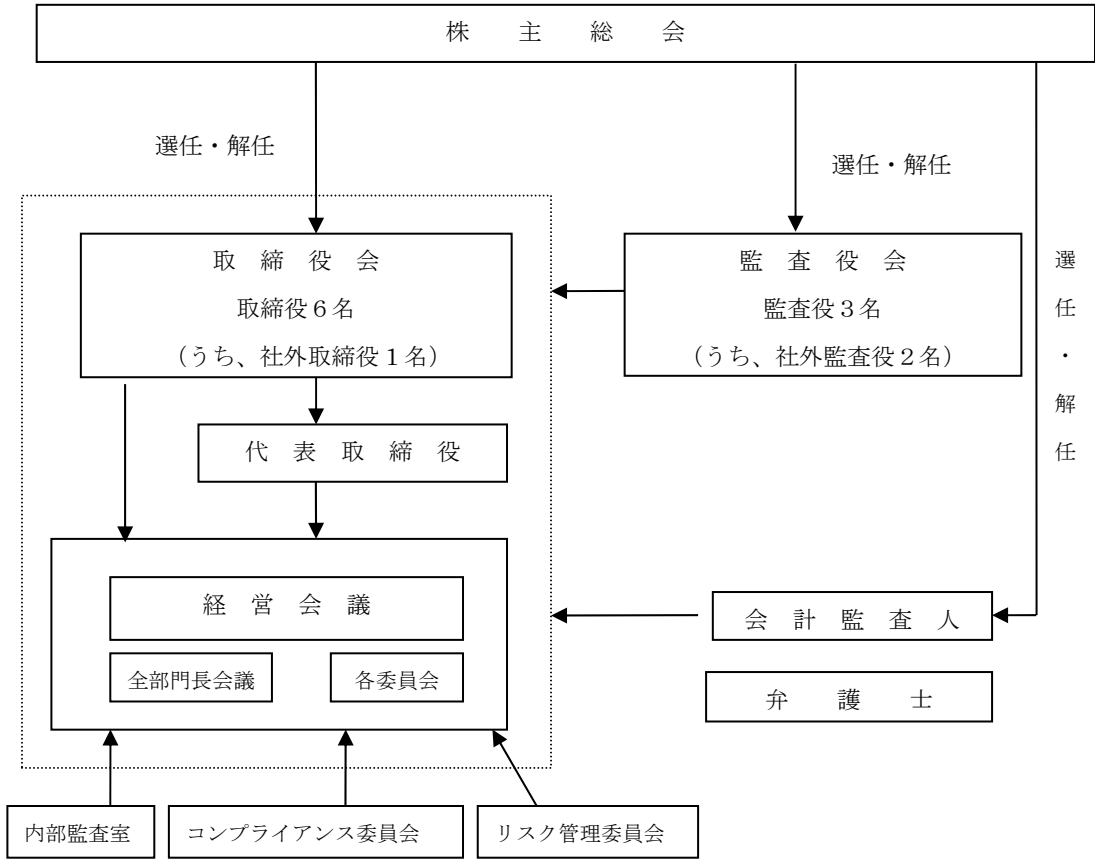 株　主　総　会
選任・解任
選任・解任
選任・解任
取　締　役　会
取締役６名
（うち、社外取締役１名）
監　査　役　会
監査役３名
（うち、社外監査役２名）
代　表　取　締　役
経　営　会　議
全部門長会議
各委員会
会　計　監　査　人
弁　護　士
内部監査室
コンプライアンス委員会
リスク管理委員会